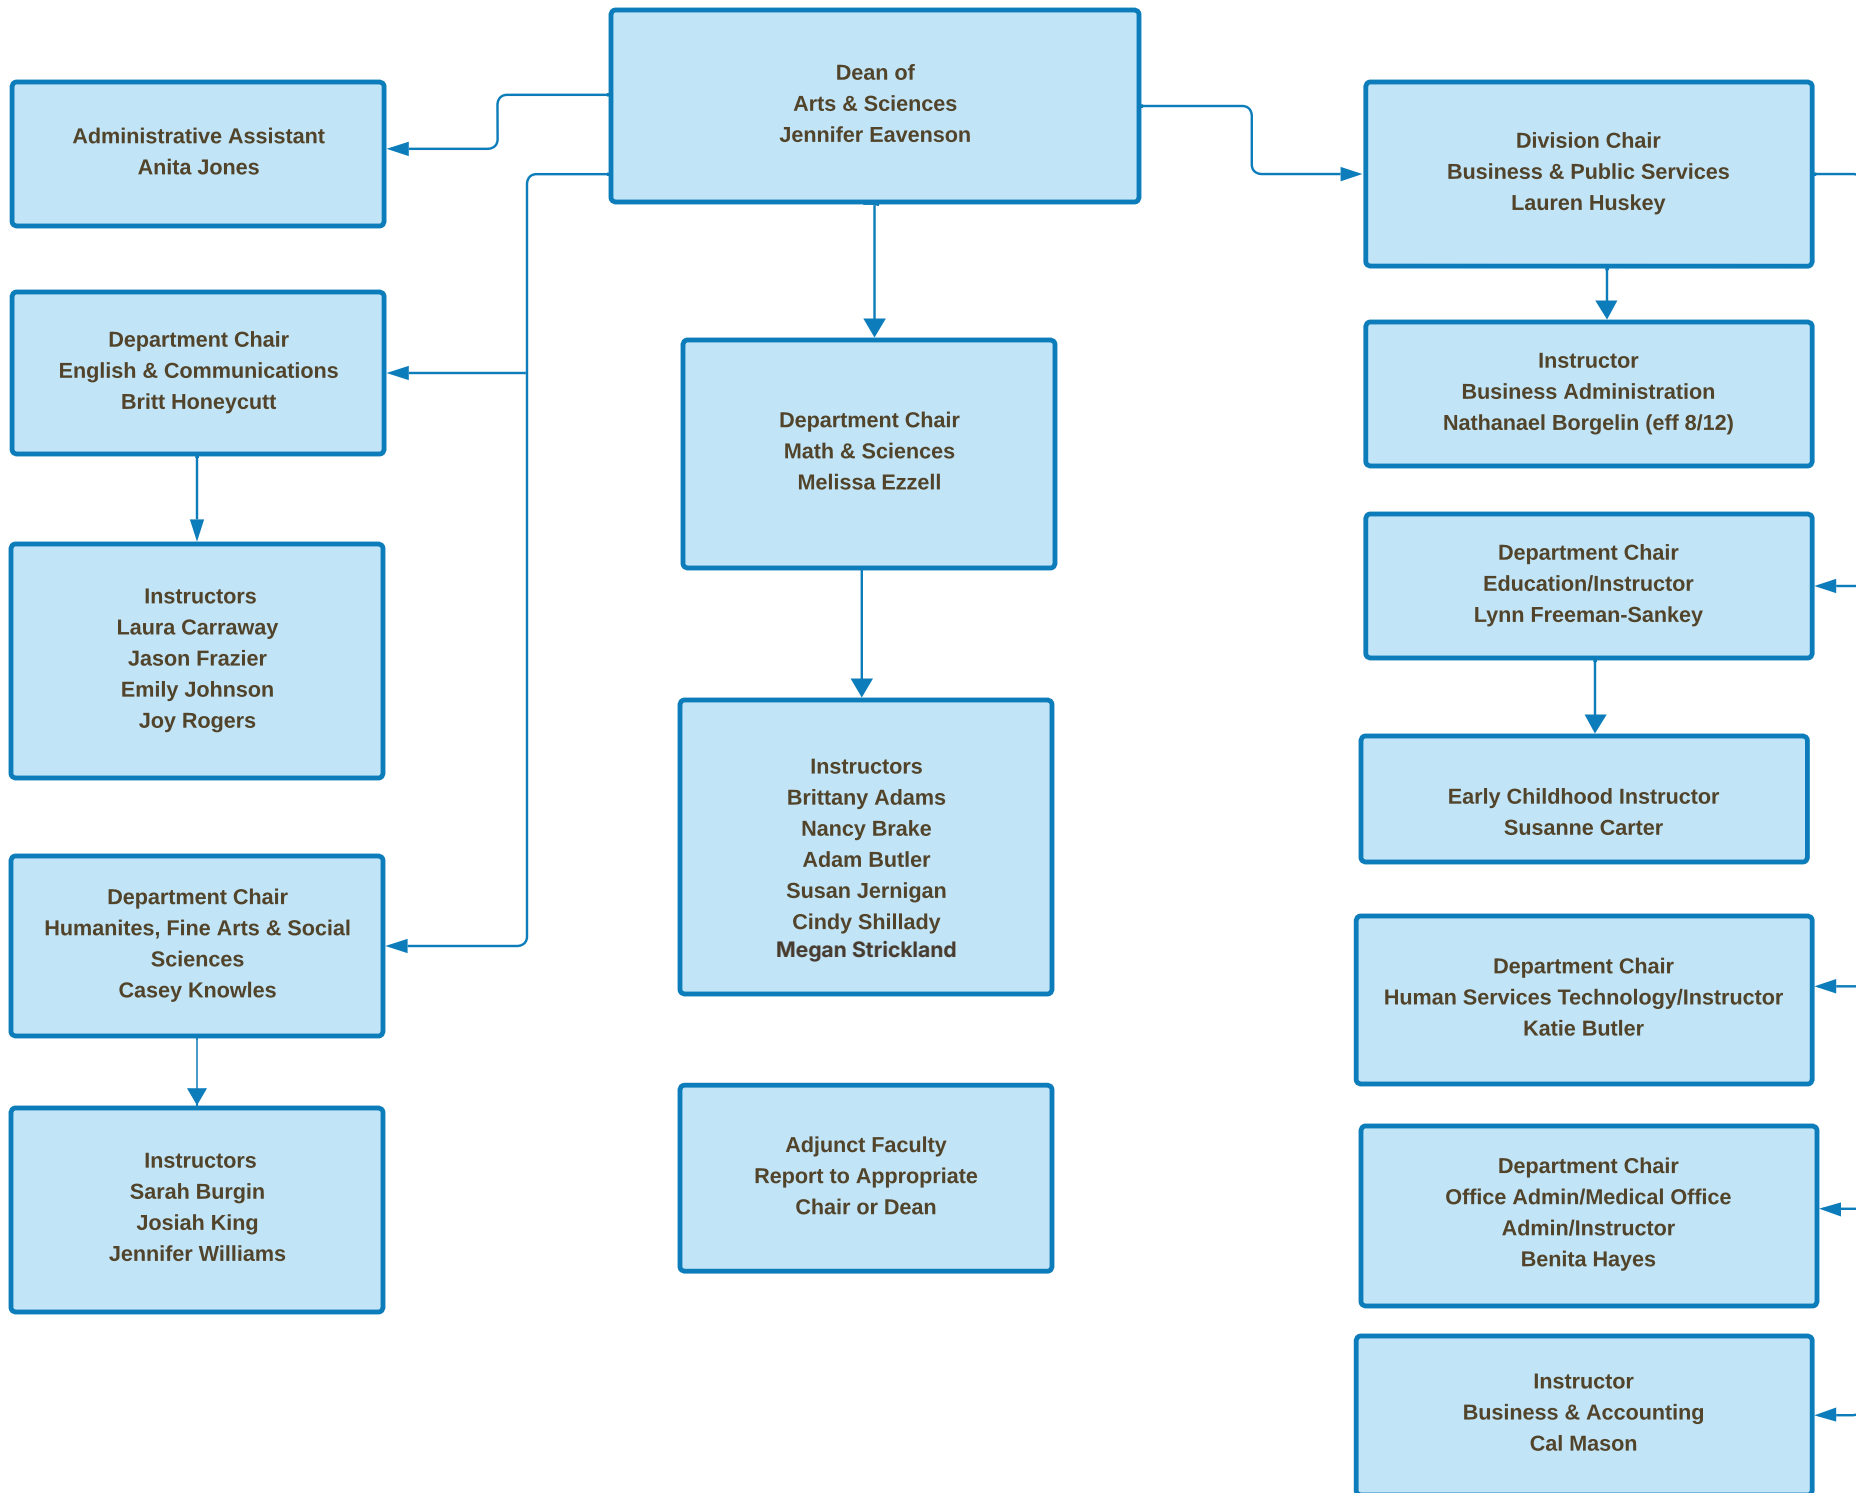 Dean of
Arts & Sciences
Jennifer Eavenson
Administrative Assistant
Anita Jones
Department Chair
English & Communications
Britt Honeycutt
Instructors
Laura Carraway
Jason Frazier
Emily Johnson
Joy Rogers
Department Chair
Humanites, Fine Arts & Social
Sciences
Casey Knowles
Instructors
Sarah Burgin
Josiah King
Jennifer Williams
Department Chair
Math & Sciences
Melissa Ezzell
Instructors
Brittany Adams
Nancy Brake
Adam Butler
Susan Jernigan
Cindy Shillady
Megan Strickland
Adjunct Faculty
Report to Appropriate
Chair or Dean
Division Chair
Business & Public Services
Lauren Huskey
Instructor
Business Administration
Nathanael Borgelin (eff 8/12)
Department Chair
Education/Instructor
Lynn Freeman-Sankey
Early Childhood Instructor
Susanne Carter
Department Chair
Human Services Technology/Instructor
Katie Butler
Department Chair
Office Admin/Medical Office
Admin/Instructor
Benita Hayes
Instructor
Business & Accounting
Cal Mason